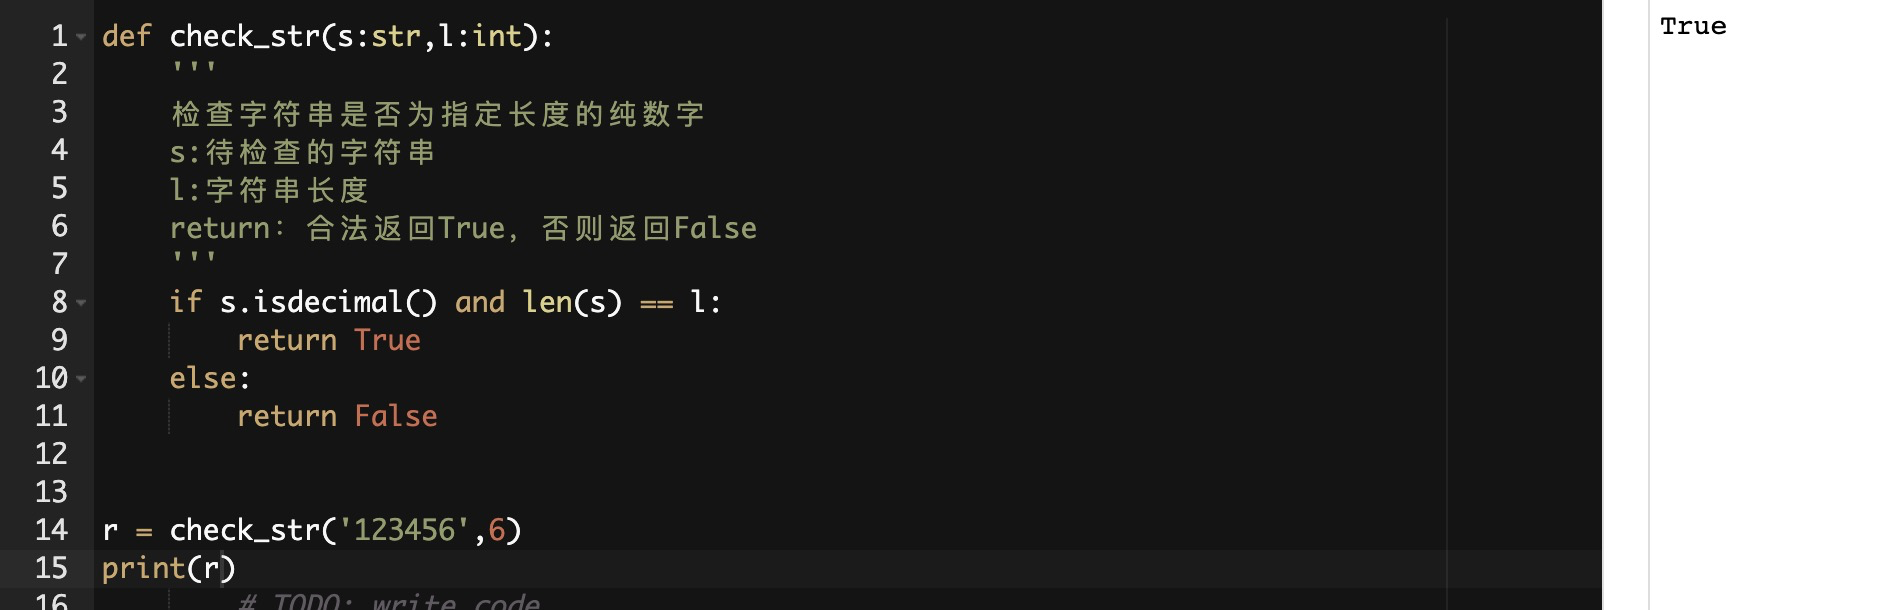 1 def check_str(s:str,l:int):
2 '''
3 检查字符串是否为指定长度的纯数字
4 s:待检查的字符串
5 l:字符串长度
6 return: 合法返回True, 否则返回False
7 '''
8 if s.isdecimal() and len(s) == l:
9 return True
10 else:
11 return False
12
13
14 r = check_str('123456',6)
15 print(r)
16 # TODO: write code
True